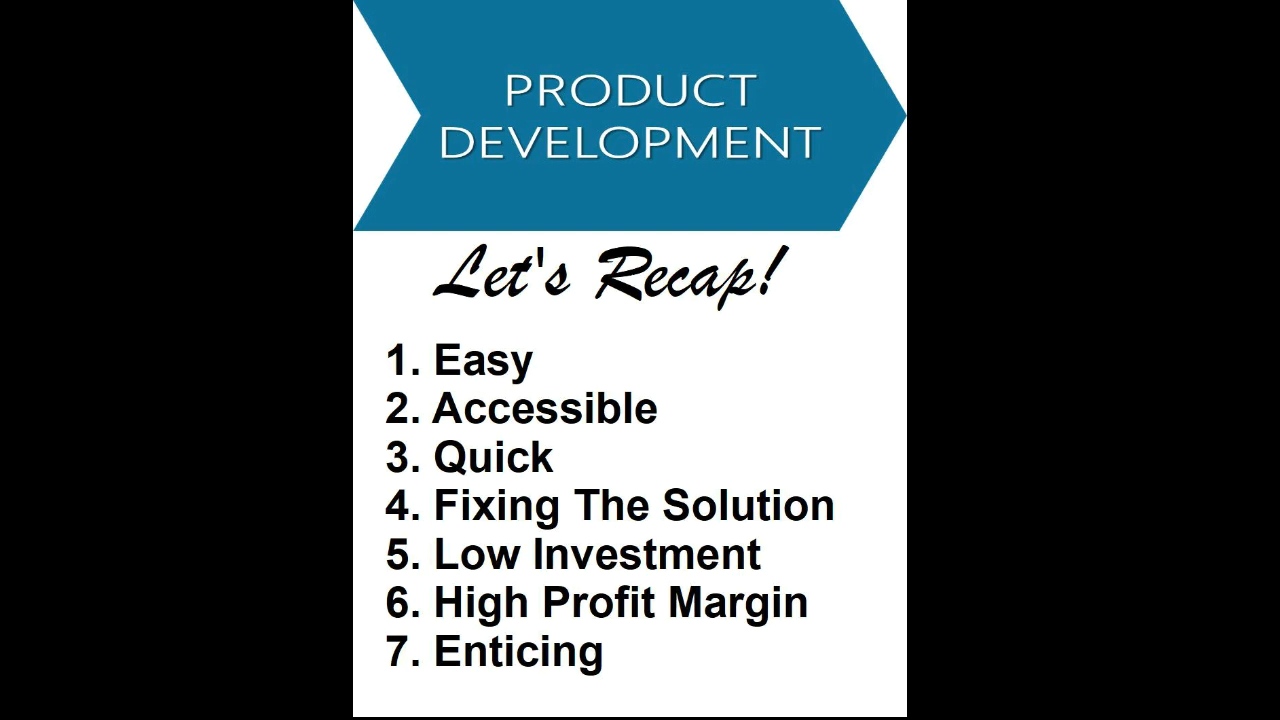 PRODUCT
DEVELOPMENT
Let's Recap!
1. Easy
2. Accessible
3. Quick
4. Fixing The Solution
5. Low Investment
6. High Profit Margin
7. Enticing